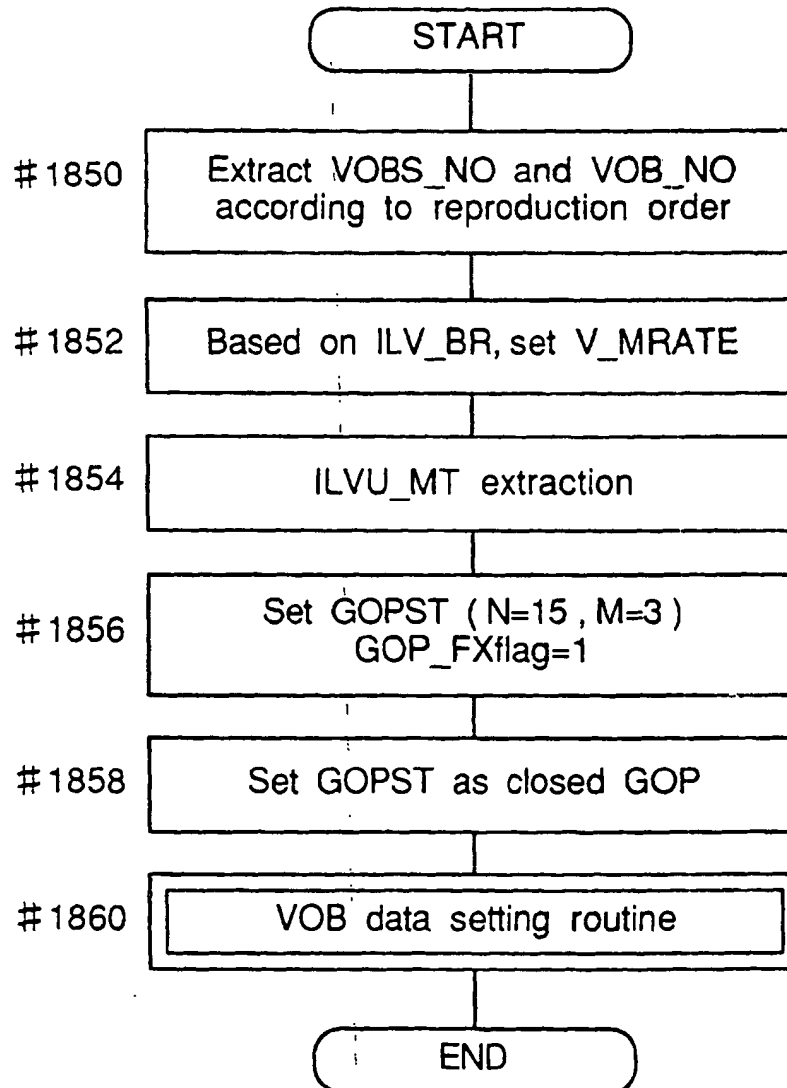 START
#1850
Extract VOBS_NO and VOB_NO
according to reproduction order
#1852
Based on ILV_BR, set V_MRATE
#1854
ILVU_MT extraction
#1856
Set GOPST ( N=15 , M=3 )
GOP_FXflag=1
#1858
Set GOPST as closed GOP
#1860
VOB data setting routine
END